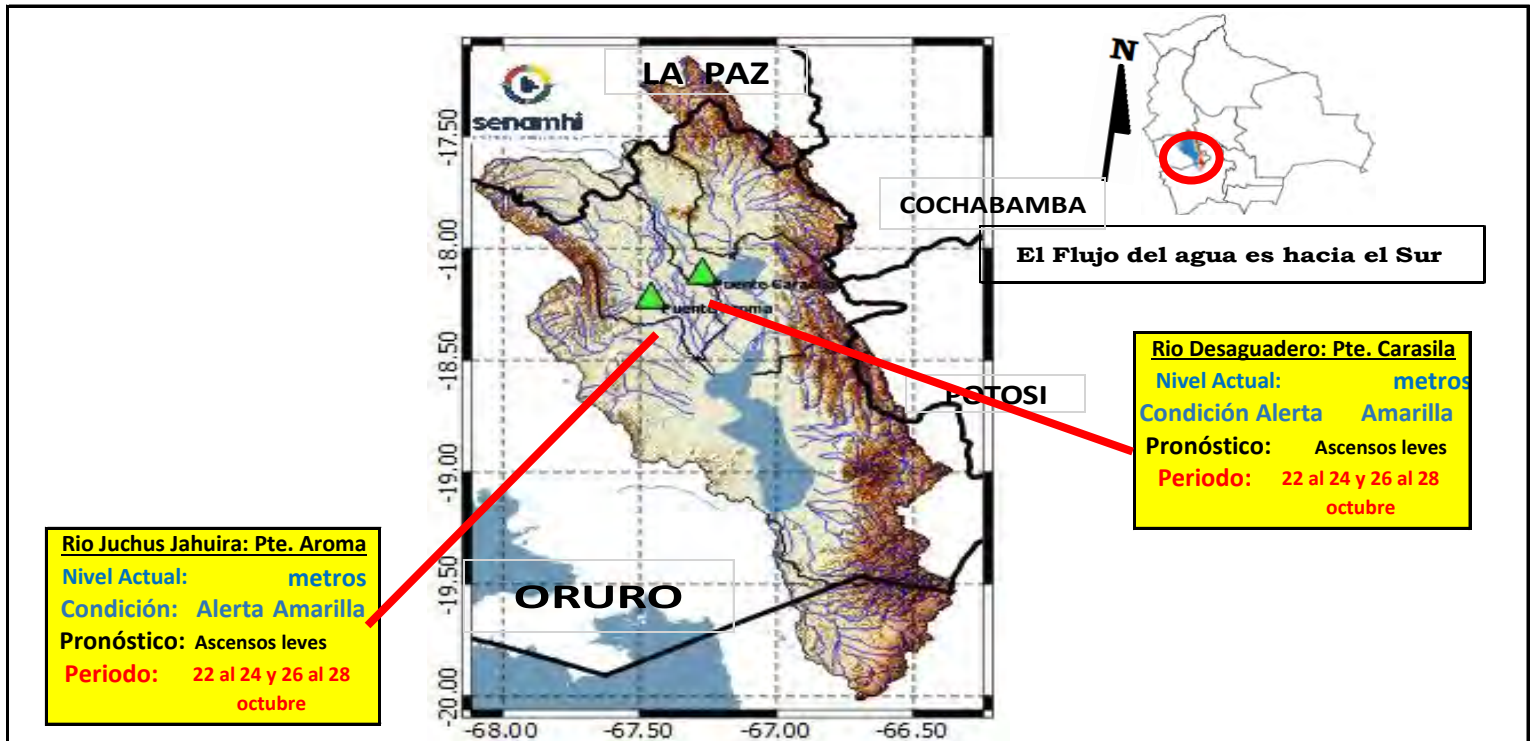 LA PAZ
senamhi
N
COCHABAMBA
El Flujo del agua es hacia el Sur
Puente
Puente
POTOSI
Rio Desaguadero: Pte. Carasila
Nivel Actual: metros
Condición Alerta Amarilla
Pronóstico: Ascensos leves
Periodo: 22 al 24 y 26 al 28
octubre
Rio Juchus Jahuira: Pte. Aroma
Nivel Actual: metros
Condición: Alerta Amarilla
Pronóstico: Ascensos leves
Periodo: 22 al 24 y 26 al 28
octubre
ORURO
-17.50
-18.00
-18.50
-19.00
-19.50
-20.00
-68.00 -67.50 -67.00 -66.50